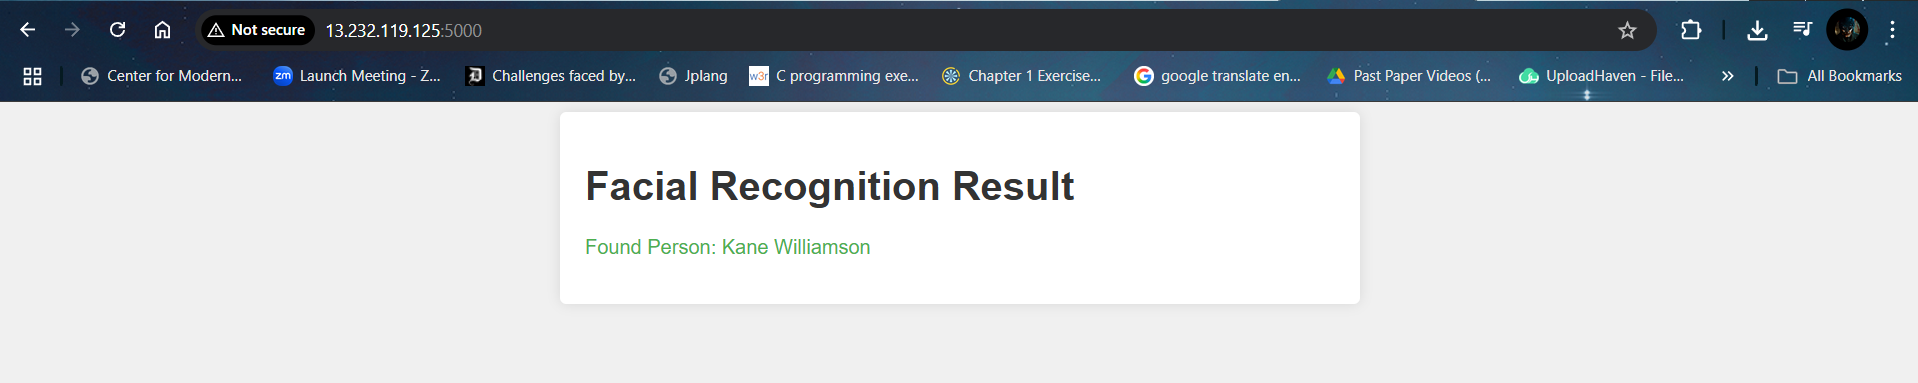 Not secure 13.232.119.125:5000
Center for Modern... zm Launch Meeting - Z... Challenges faced by... Jplang w3r C programming exe... Chapter 1 Exercise... google translate en... Past Paper Videos (... UploadHaven - File... » All Bookmarks
Facial Recognition Result
Found Person: Kane Williamson